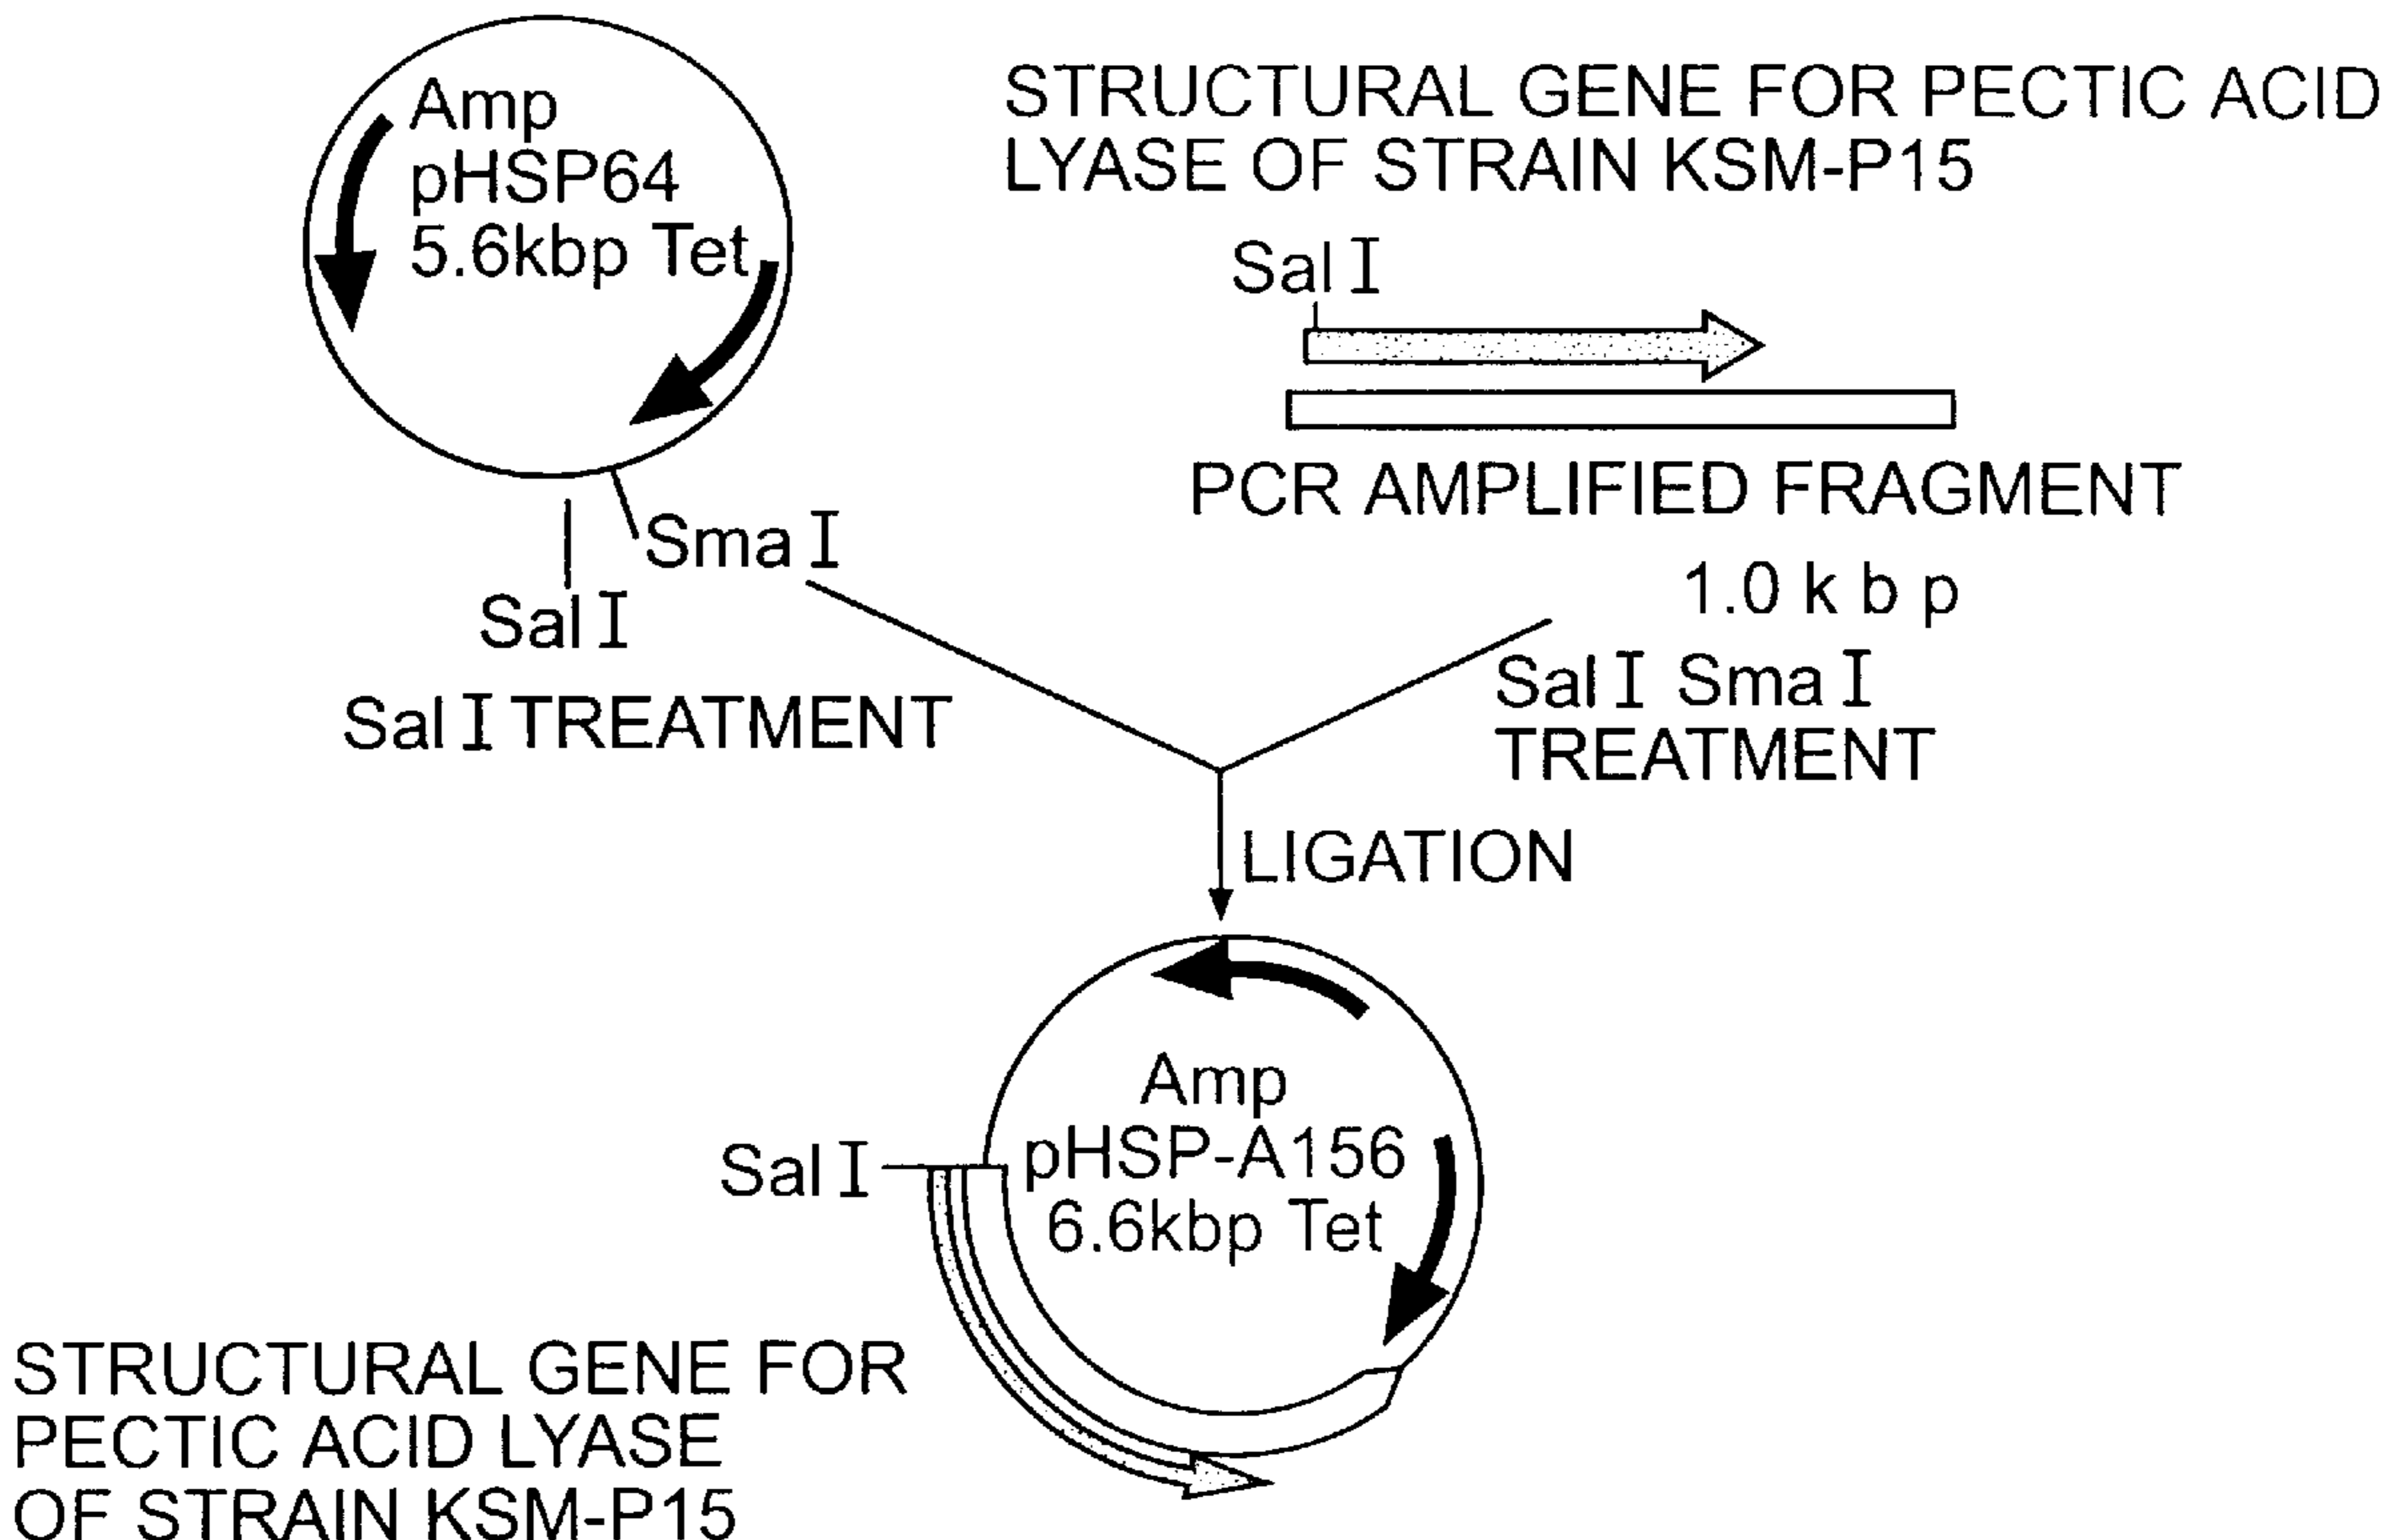 Amp
pHSP64
5.6kbp Tet
Sma I
Sal I
Sal I TREATMENT
STRUCTURAL GENE FOR PECTIC ACID
LYASE OF STRAIN KSM-P15
Sal I
PCR AMPLIFIED FRAGMENT
1.0 k b p
Sal I Sma I
TREATMENT
LIGATION
Amp
pHSP-A156
6.6kbp Tet
Sal I
STRUCTURAL GENE FOR
PECTIC ACID LYASE
OF STRAIN KSM-P15